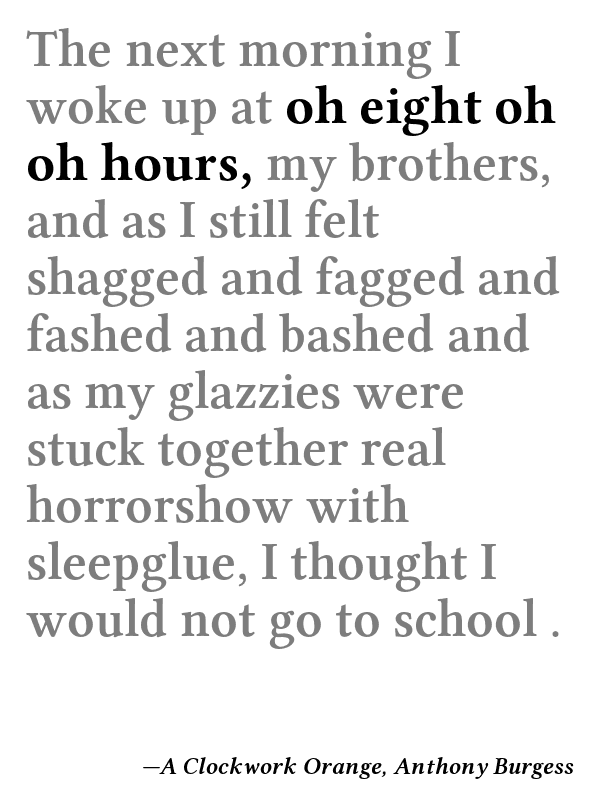 The next morning I
woke up at oh eight oh
oh hours, my brothers,
and as I still felt
shagged and fagged and
fashed and bashed and
as my glazzies were
stuck together real
horrorshow with
sleepglue, I thought I
would not go to school .
—A Clockwork Orange, Anthony Burgess